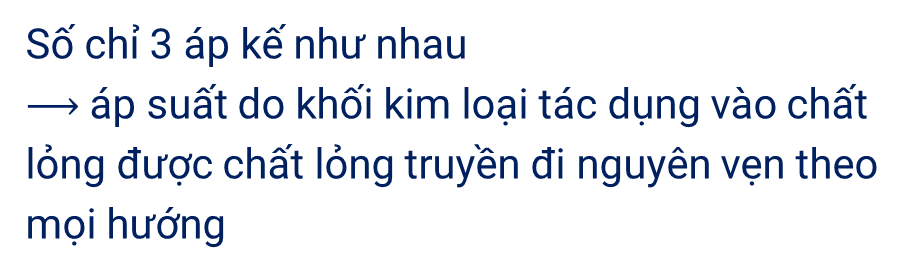 Số chỉ 3 áp kế như nhau
⟶ áp suất do khối kim loại tác dụng vào chất
lỏng được chất lỏng truyền đi nguyên vẹn theo
mọi hướng